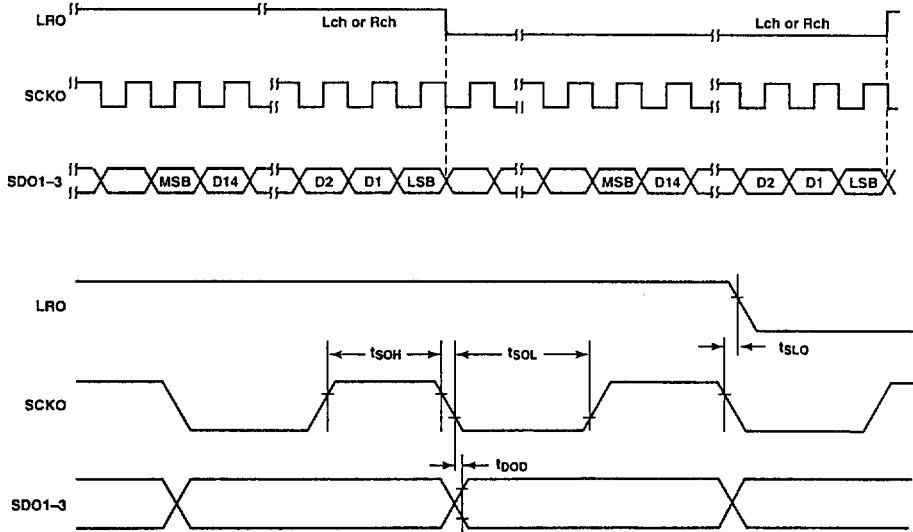 LRO
Lch or Rch
Lch or Rch
SCKO
SDO1–3
MSB
D14
D2
D1
LSB
MSB
D14
D2
D1
LSB
LRO
tSLO
tSOH
tSOL
SCKO
tDOD
SDO1–3